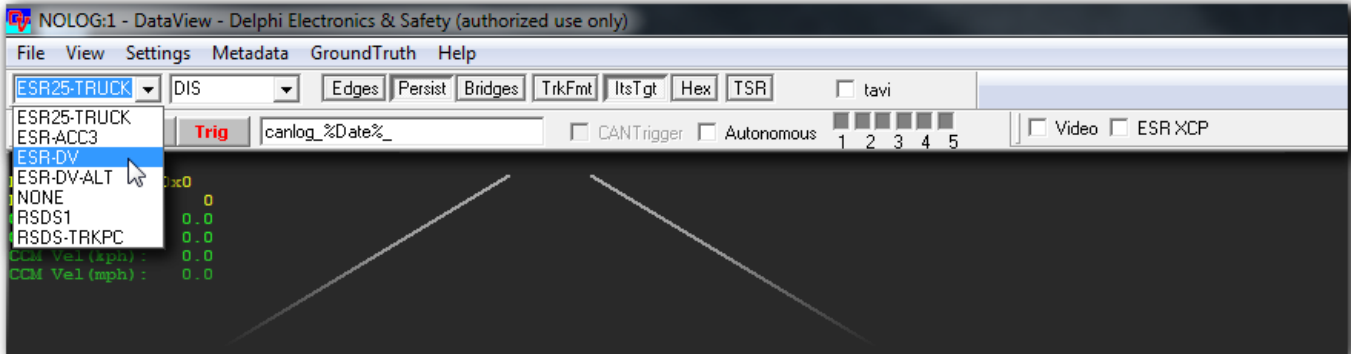 NOLOG:1 - DataView - Delphi Electronics & Safety (authorized use only)
File View Settings Metadata GroundTruth Help
ESR25-TRUCK DIS Edges Persist Bridges TrkFmt ItsTgt Hex TSR tavi
ESR25-TRUCK
ESR-ACC3 Trig canlog_%Date%_ CANTrigger Autonomous 1 2 3 4 5 Video ESR XCP
ESR-DV
ESR-DV-ALT 0x0
NONE 0
RSDS1 0.0
RSDS-TRKPC 0.0
CCM Vel(kph): 0.0
CCM Vel(mph): 0.0